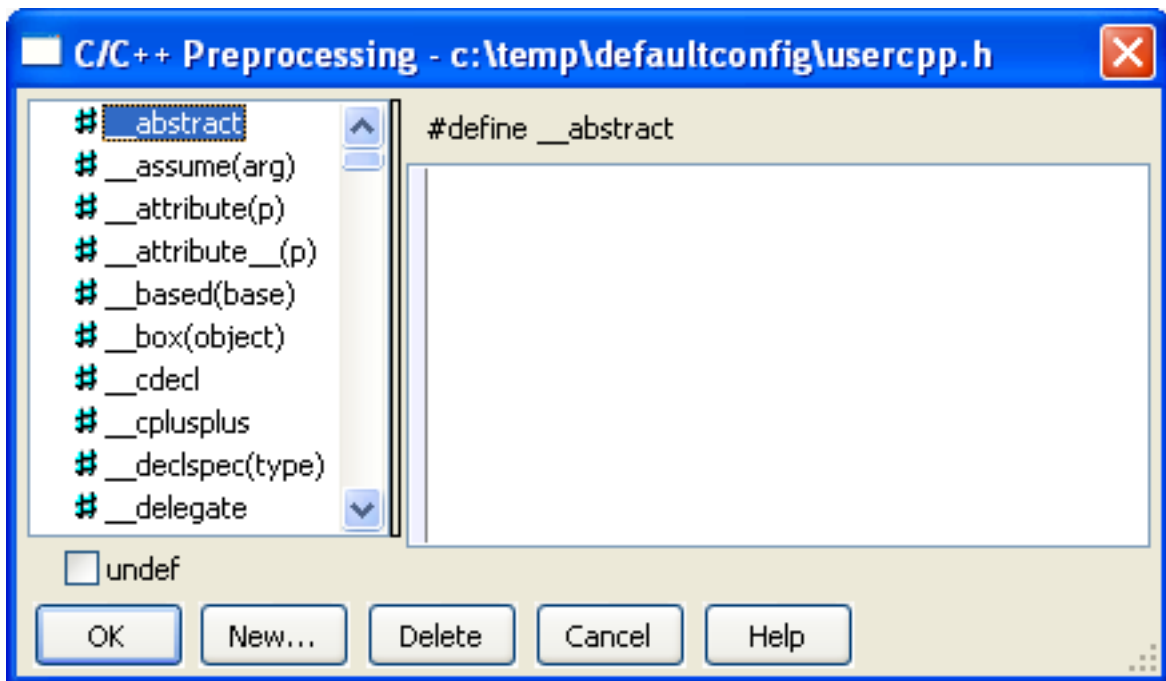 C/C++ Preprocessing - c:\temp\defaultconfig\usercpp.h
__abstract
__assume(arg)
__attribute(p)
__attribute__(p)
__based(base)
__box(object)
__cdecl
__cplusplus
__declspec(type)
__delegate
#define __abstract
undef
OK
New...
Delete
Cancel
Help